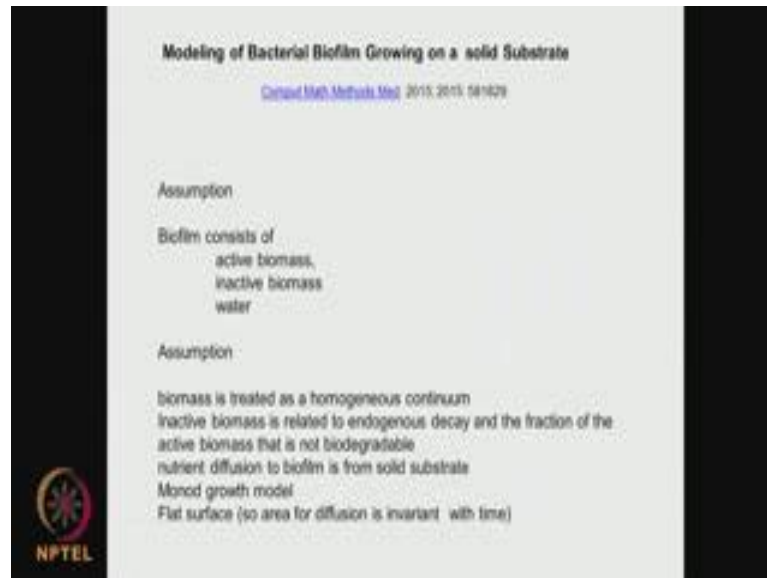 Modeling of Bacterial Biofilm Growing on a solid Substrate
Comput Math Methods Med. 2015; 2015: 581829
Assumption
Biofilm consists of
active biomass,
inactive biomass
water
Assumption
biomass is treated as a homogeneous continuum
Inactive biomass is related to endogenous decay and the fraction of the
active biomass that is not biodegradable
nutrient diffusion to biofilm is from solid substrate
Monod growth model
Flat surface (so area for diffusion is invariant with time)
NPTEL